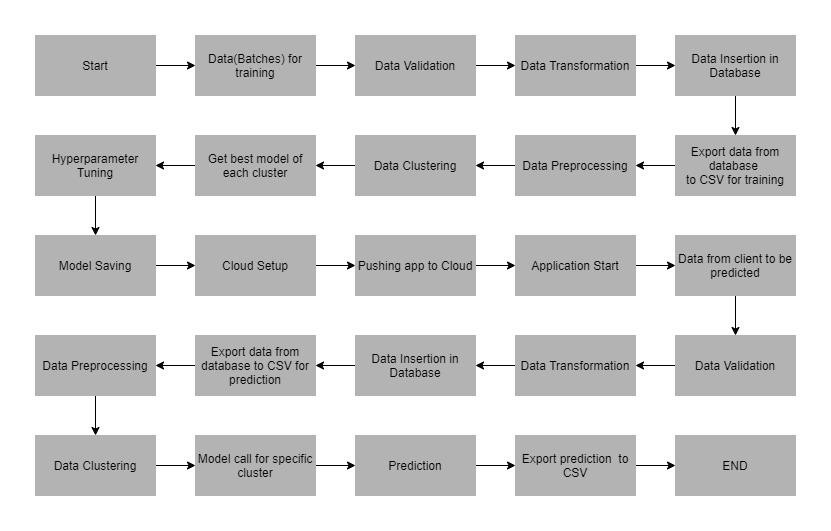 Start
Data(Batches) for
training
Data Validation
Data Transformation
Data Insertion in
Database
Hyperparameter
Tuning
Get best model of
each cluster
Data Clustering
Data Preprocessing
Export data from
database
to CSV for training
Model Saving
Cloud Setup
Pushing app to Cloud
Application Start
Data from client to be
predicted
Data Preprocessing
Export data from
database to CSV for
prediction
Data Insertion in
Database
Data Transformation
Data Validation
Data Clustering
Model call for specific
cluster
Prediction
Export prediction  to
CSV
END